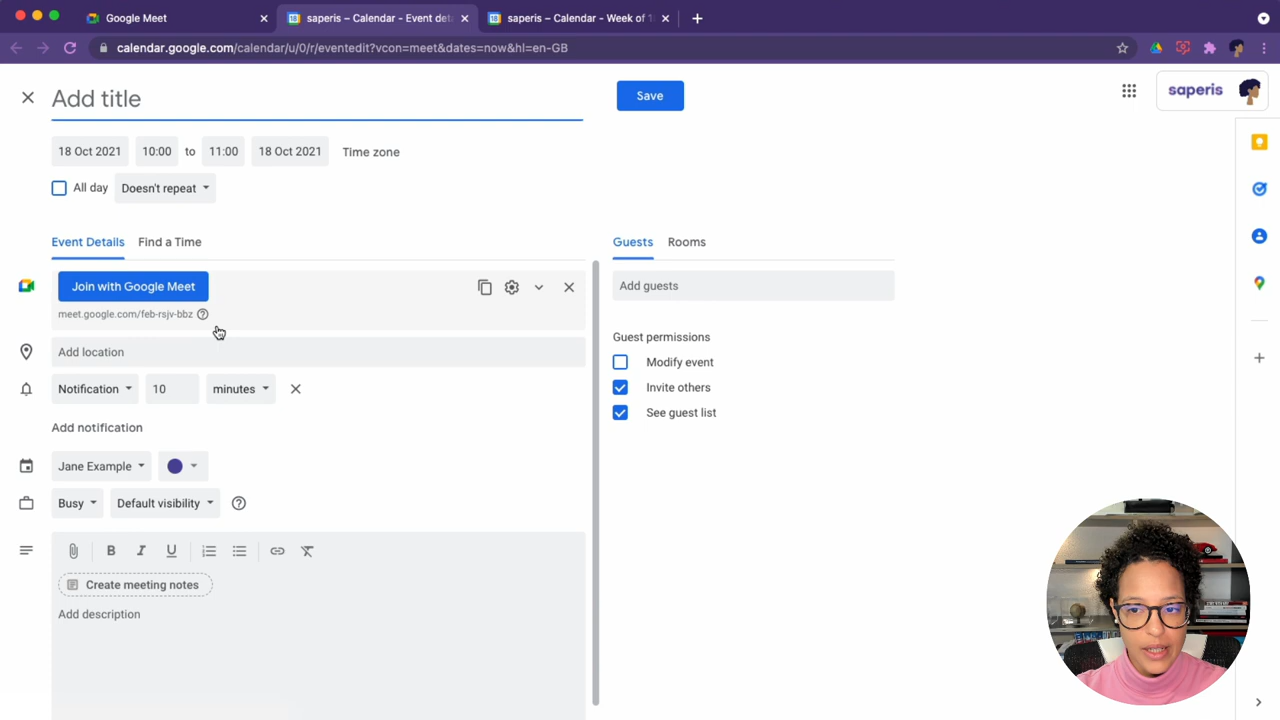 Google Meet
saperis – Calendar - Event deta
saperis – Calendar - Week of 1
calendar.google.com/calendar/u/0/r/eventedit?vcon=meet&dates=now&hl=en-GB
Add title
Save
saperis
18 Oct 2021 10:00 to 11:00 18 Oct 2021 Time zone
All day Doesn't repeat
Event Details Find a Time
Guests Rooms
Join with Google Meet
meet.google.com/feb-rsjv-bbz
Add guests
Add location
Guest permissions
Modify event
Invite others
See guest list
Notification 10 minutes
Add notification
Jane Example
Busy Default visibility
B I U
Create meeting notes
Add description